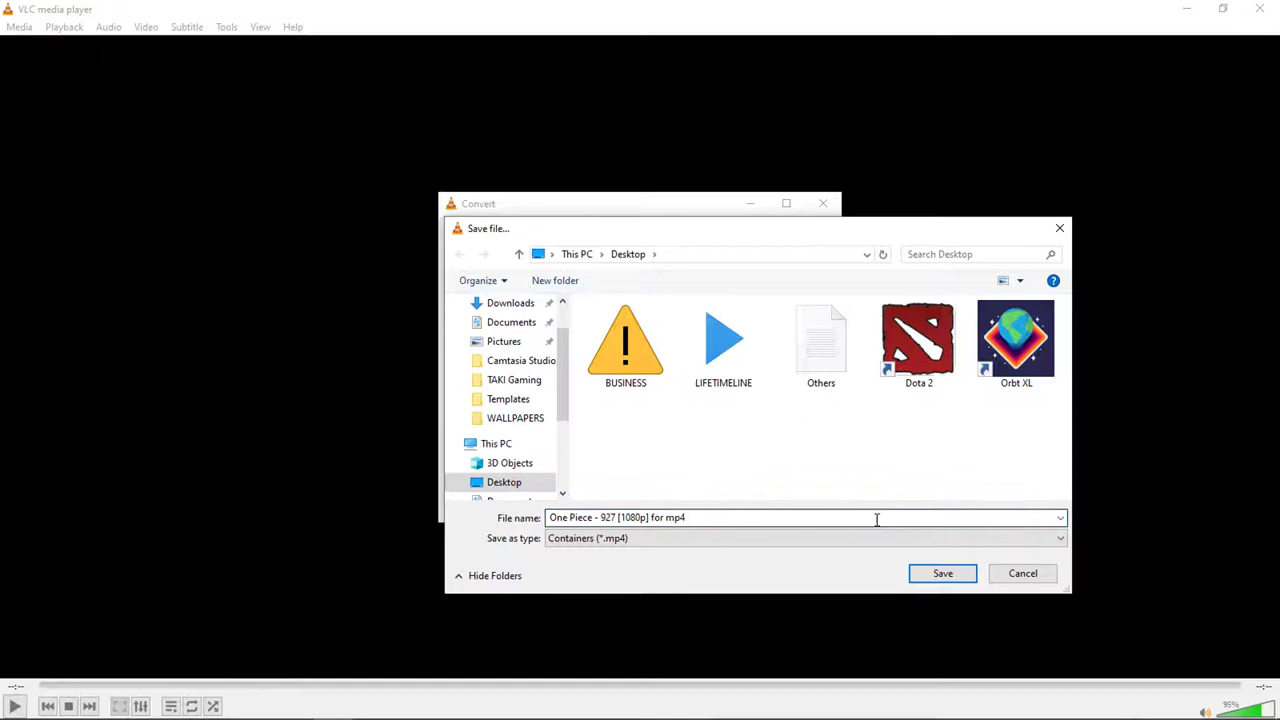 VLC media player
Media Playback Audio Video Subtitle Tools View Help
Convert
Save file...
This PC Desktop
Search Desktop
Organize New folder
Downloads
Documents
Pictures
Camtasia Studio
TAKI Gaming
Templates
WALLPAPERS
This PC
3D Objects
Desktop
BUSINESS LIFETIMELINE Others Dota 2 Orbt XL
File name: One Piece - 927 [1080p] for mp4
Save as type: Containers (*.mp4)
Hide Folders Save Cancel
--:-- --:--
95%